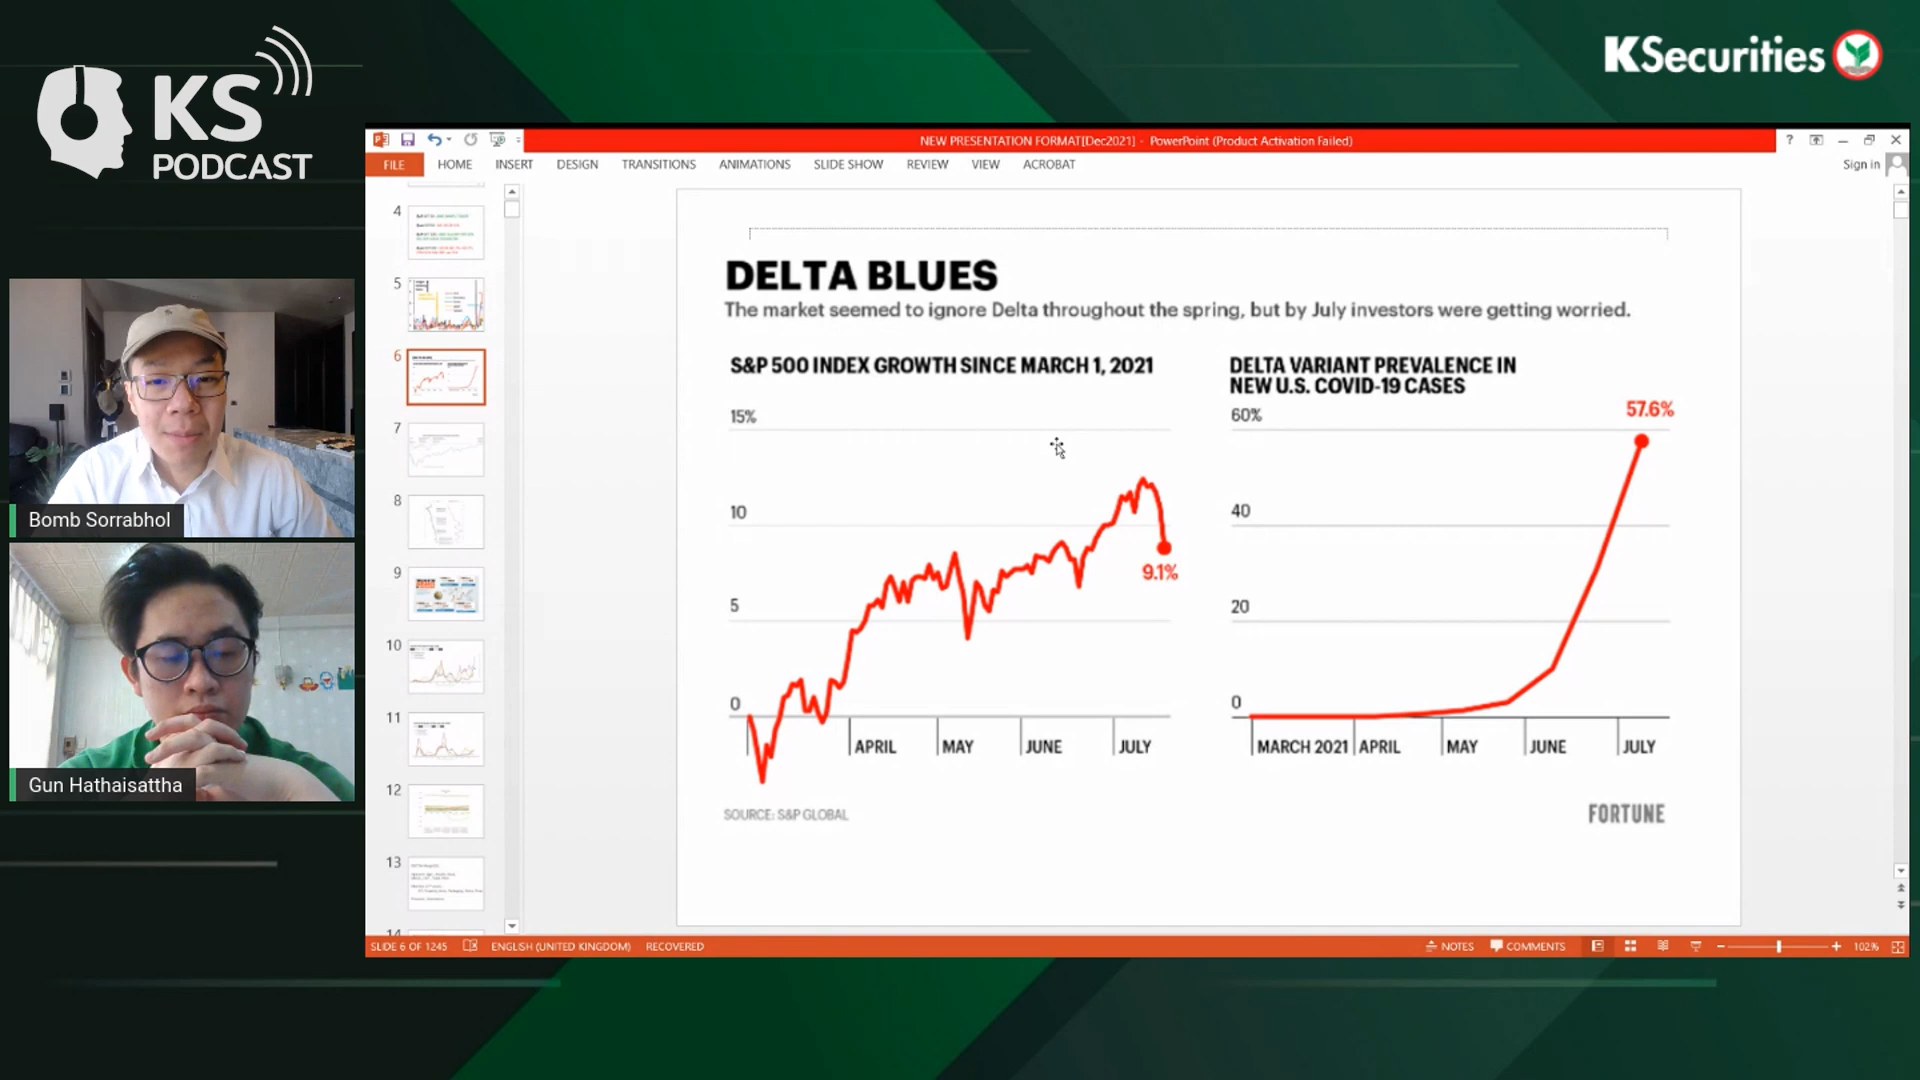 KS
PODCAST
KSecurities
NEW PRESENTATION FORMAT[Dec2021] - PowerPoint (Product Activation Failed)
FILE HOME INSERT DESIGN TRANSITIONS ANIMATIONS SLIDE SHOW REVIEW VIEW ACROBAT
Sign in
4
5
6
7
8
9
10
11
12
13
14
Bomb Sorrabhol
Gun Hathaisattha
DELTA BLUES
The market seemed to ignore Delta throughout the spring, but by July investors were getting worried.
S&P 500 INDEX GROWTH SINCE MARCH 1, 2021
15%
10
5
0
9.1%
APRIL MAY JUNE JULY
DELTA VARIANT PREVALENCE IN
NEW U.S. COVID-19 CASES
60%
57.6%
40
20
0
MARCH 2021 APRIL MAY JUNE JULY
SOURCE: S&P GLOBAL
FORTUNE
SLIDE 6 OF 1245 ENGLISH (UNITED KINGDOM) RECOVERED
NOTES COMMENTS 102%